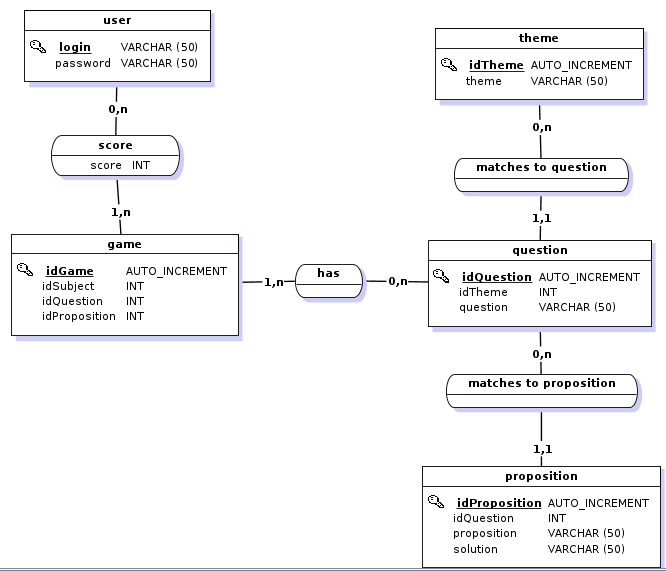 user
login VARCHAR (50)
password VARCHAR (50)
0,n
score
score INT
1,n
game
idGame AUTO_INCREMENT
idSubject INT
idQuestion INT
idProposition INT
1,n
has
0,n
theme
idTheme AUTO_INCREMENT
theme VARCHAR (50)
0,n
matches to question
1,1
question
idQuestion AUTO_INCREMENT
idTheme INT
question VARCHAR (50)
0,n
matches to proposition
1,1
proposition
idProposition AUTO_INCREMENT
idQuestion INT
proposition VARCHAR (50)
solution VARCHAR (50)